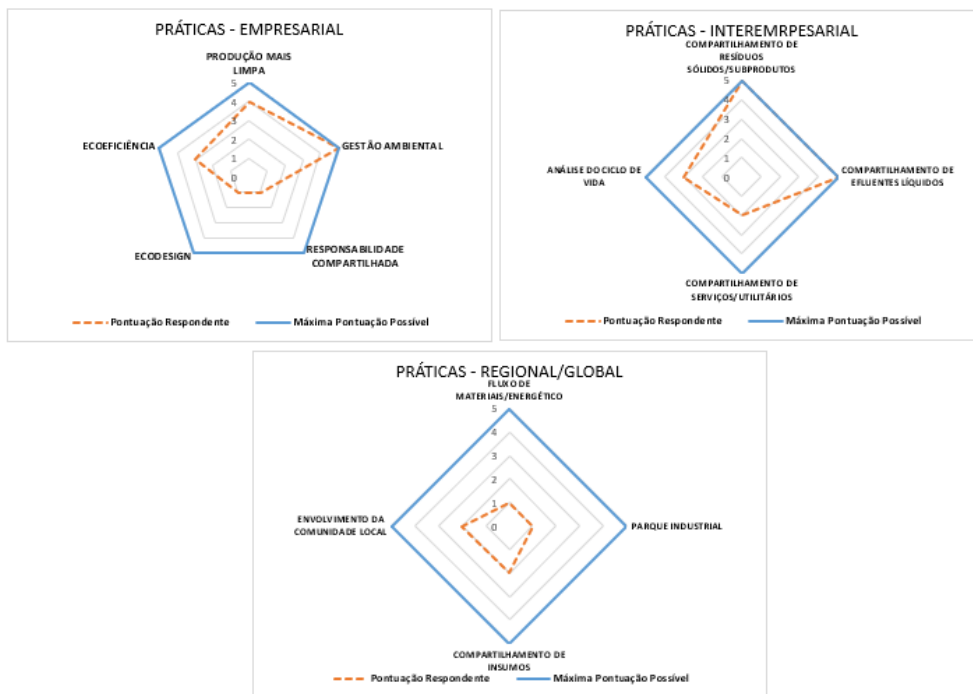 PRÁTICAS - EMPRESARIAL
PRODUÇÃO MAIS
LIMPA
5
4
3
2
1
0
ECOEFICIÊNCIA
GESTÃO AMBIENTAL
ECODESIGN
RESPONSABILIDADE
COMPARTILHADA
Pontuação Respondente
Máxima Pontuação Possível
PRÁTICAS - INTEREMRPESARIAL
COMPARTILHAMENTO DE
RESÍDUOS
SÓLIDOS/SUBPRODUTOS
5
4
3
2
1
0
ANÁLISE DO CICLO DE
VIDA
COMPARTILHAMENTO DE
EFLUENTES LÍQUIDOS
COMPARTILHAMENTO DE
SERVIÇOS/UTILITÁRIOS
Pontuação Respondente
Máxima Pontuação Possível
PRÁTICAS - REGIONAL/GLOBAL
FLUXO DE
MATERIAIS/ENERGÉTICO
5
4
3
2
1
0
ENVOLVIMENTO DA
COMUNIDADE LOCAL
PARQUE INDUSTRIAL
COMPARTILHAMENTO DE
INSUMOS
Pontuação Respondente
Máxima Pontuação Possível